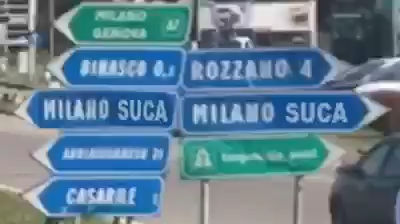 MILANO
GENOVA A7
BINASCO 0,5
ROZZANO 4
MILANO SUCA
MILANO SUCA
CASARILE